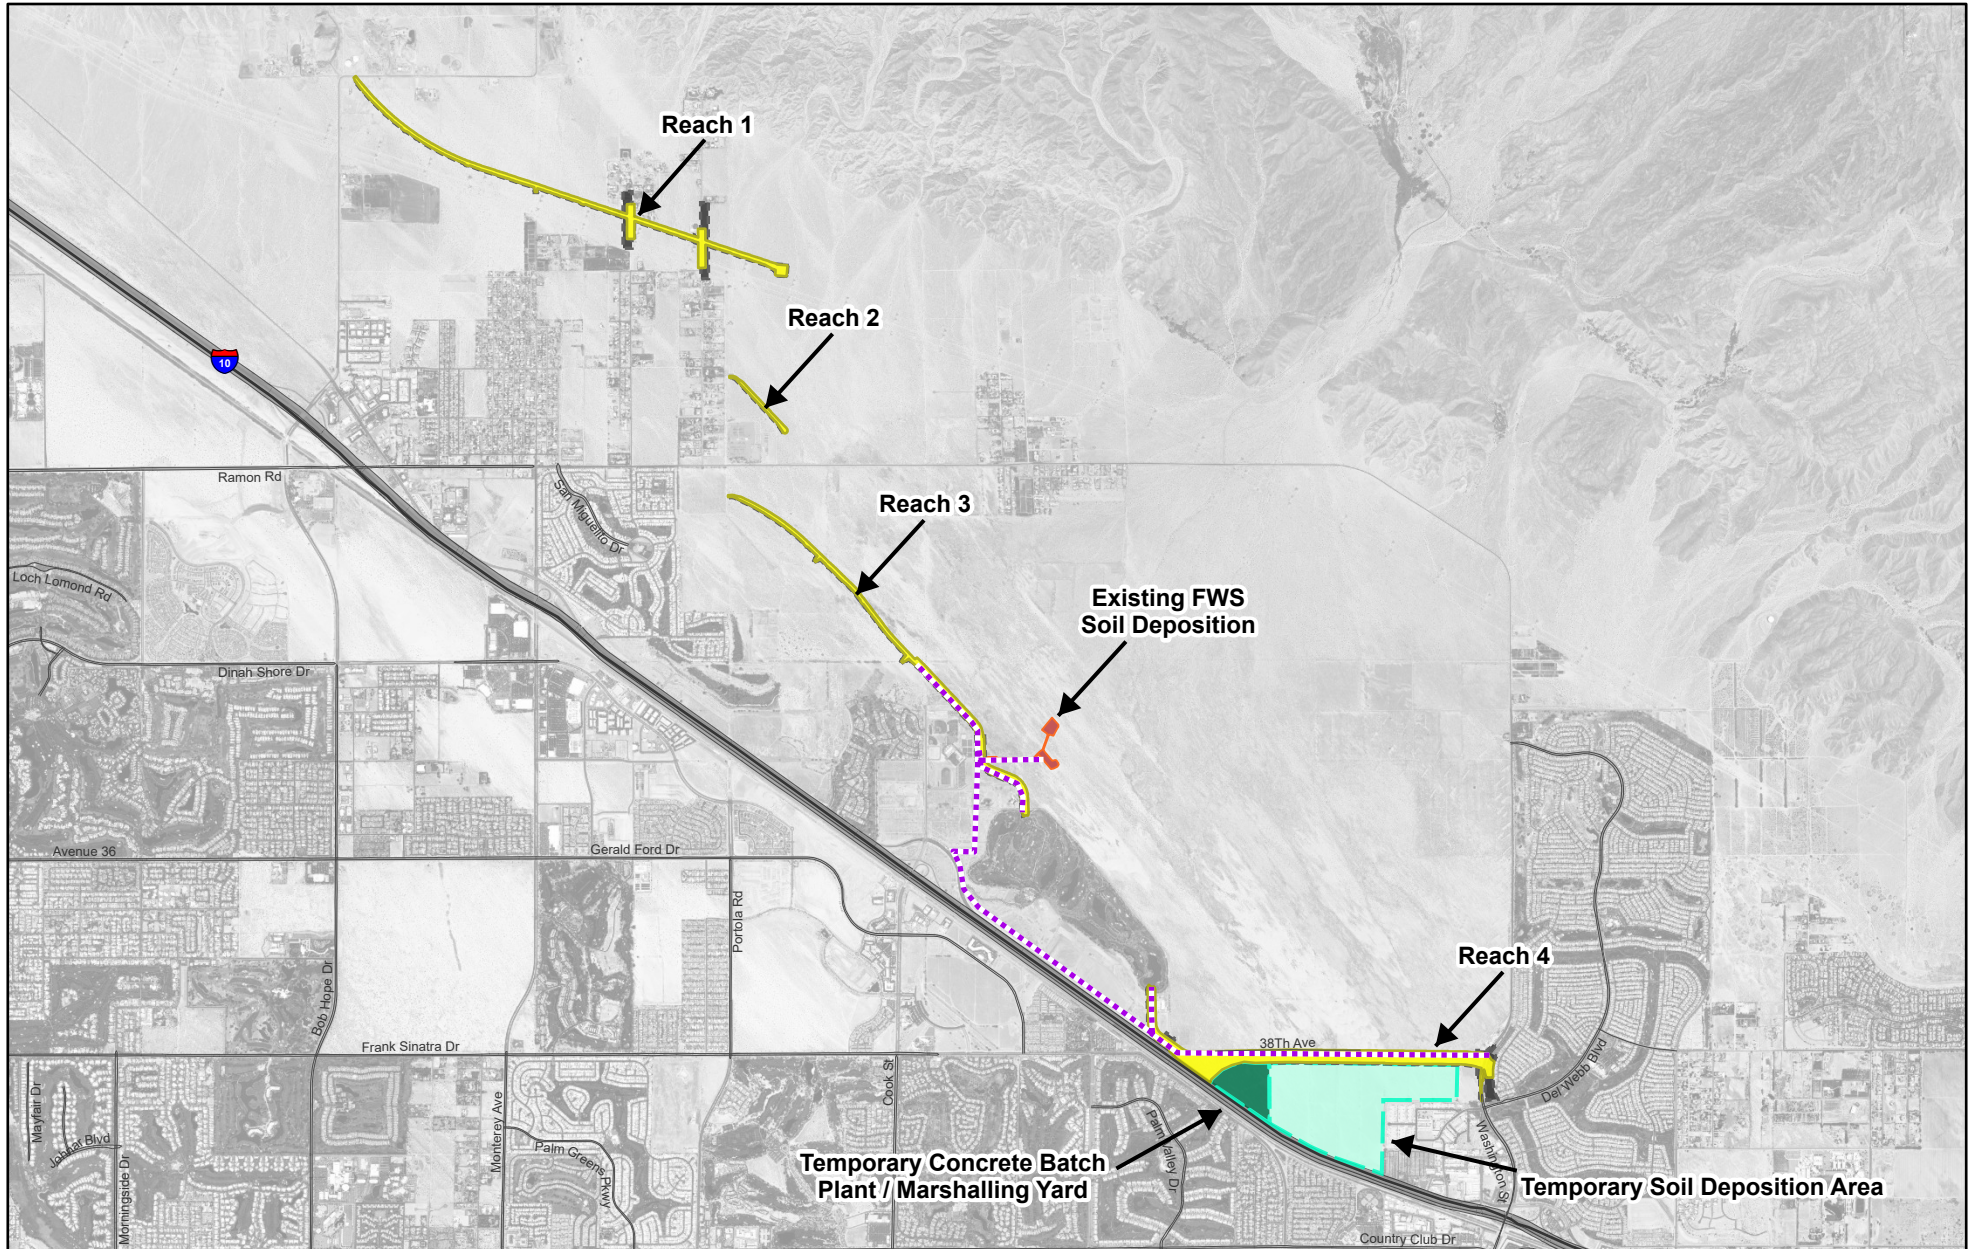 Reach 1
Reach 2
10
Ramon Rd
San Miguelito Dr
Reach 3
Loch Lomond Rd
Existing FWS
Soil Deposition
Dinah Shore Dr
Avenue 36
Gerald Ford Dr
Portola Rd
Reach 4
Bob Hope Dr
38Th Ave
Frank Sinatra Dr
Cook St
Del Webb Blvd
Mayfair Dr
Monterey Ave
Johnar Blvd
Palm Greens Pkwy
Palm Valley Dr
Washington St
Morningside Dr
Temporary Concrete Batch
Plant / Marshalling Yard
Temporary Soil Deposition Area
Country Club Dr